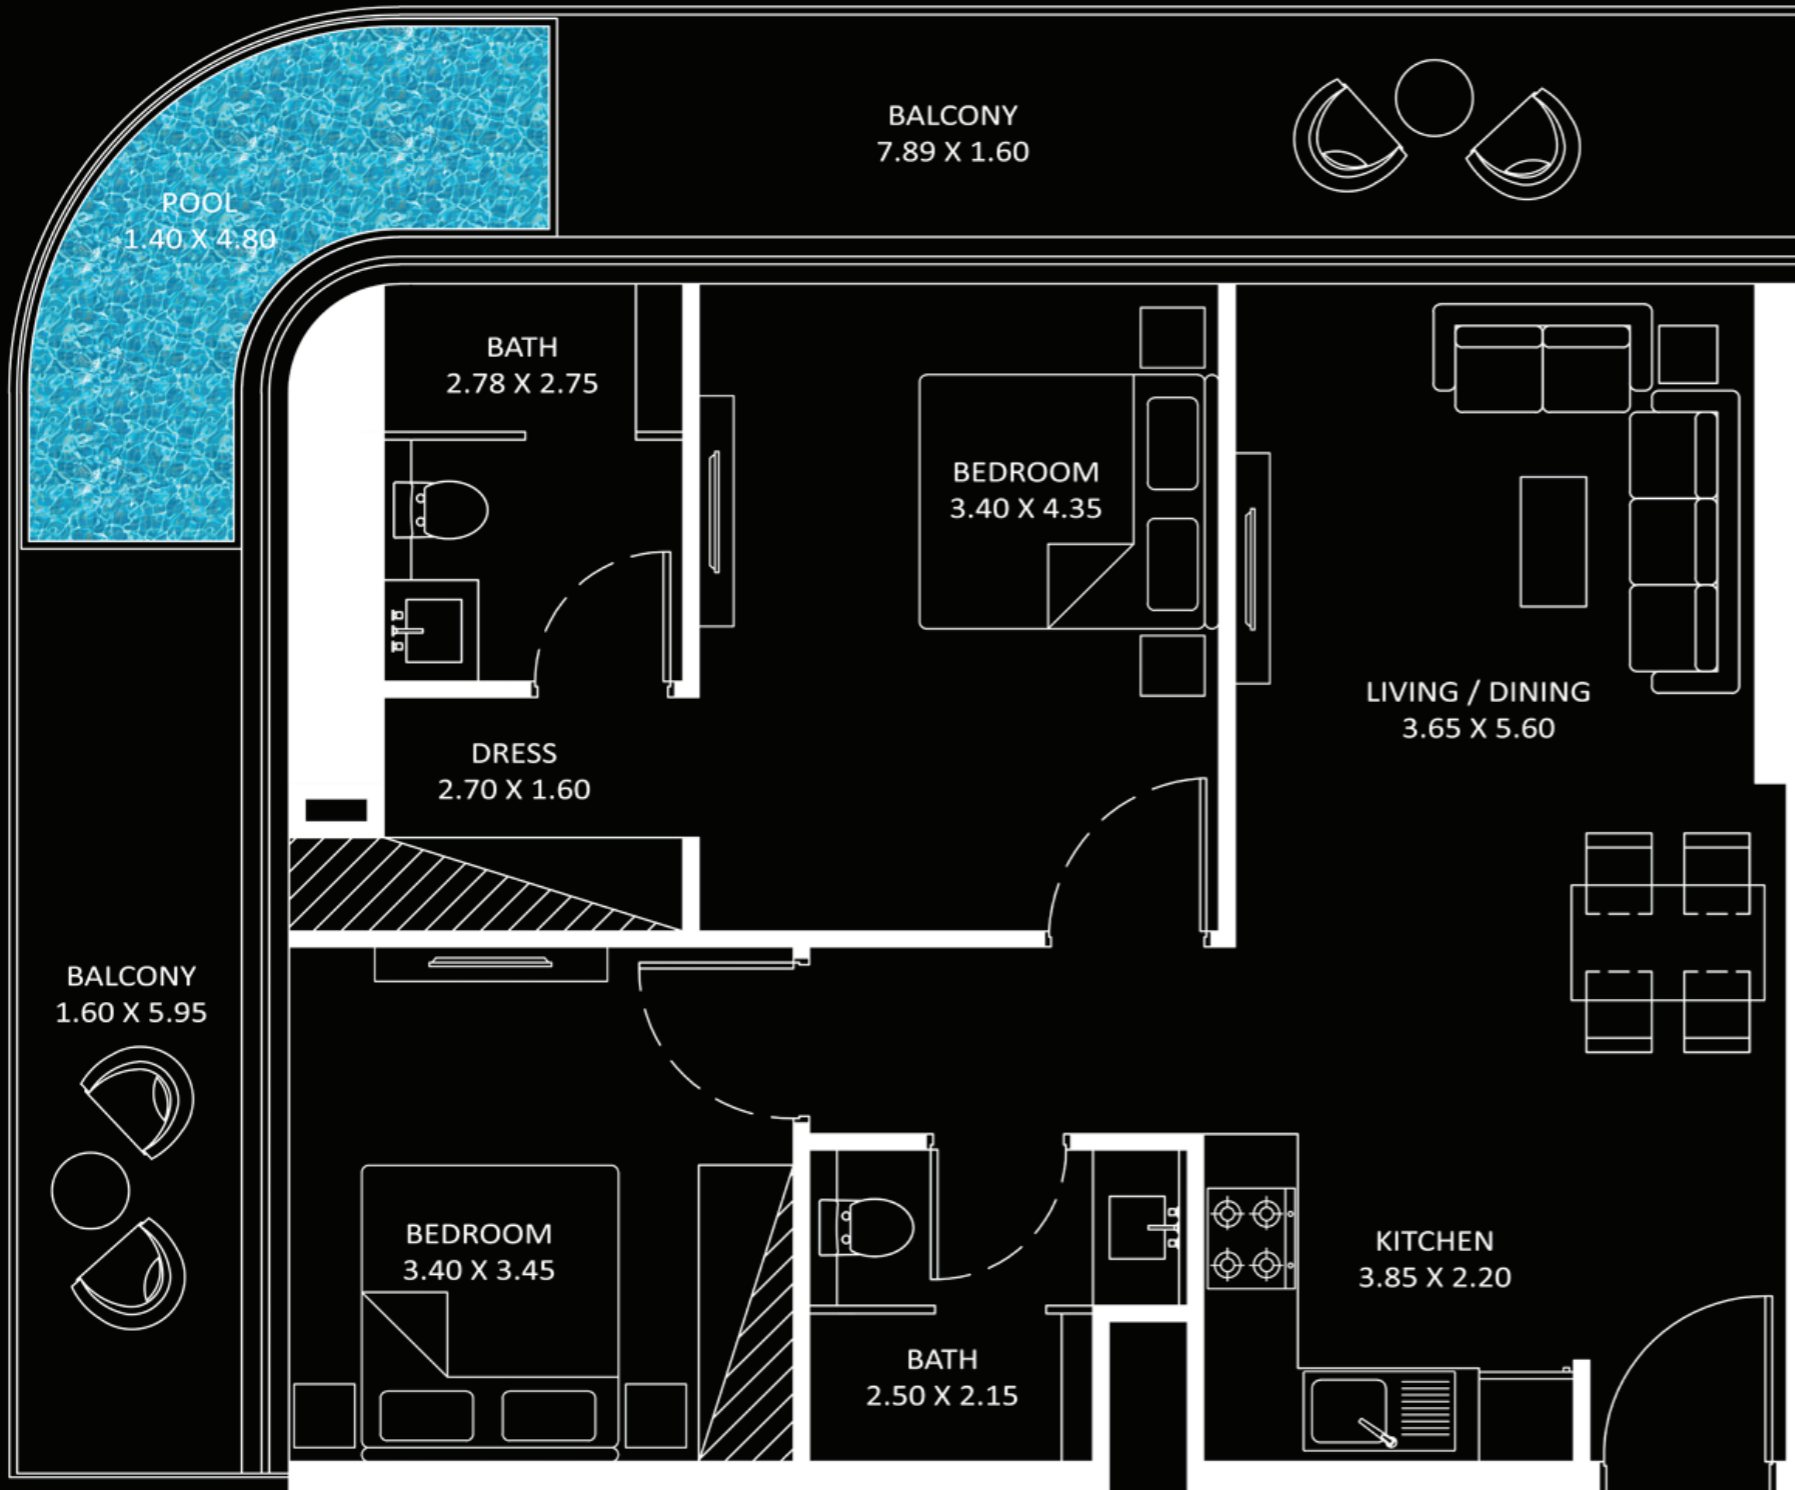 BALCONY
7.89 X 1.60
POOL
1.40 X 4.80
BATH
2.78 X 2.75
BEDROOM
3.40 X 4.35
LIVING / DINING
3.65 X 5.60
DRESS
2.70 X 1.60
BALCONY
1.60 X 5.95
BEDROOM
3.40 X 3.45
KITCHEN
3.85 X 2.20
BATH
2.50 X 2.15